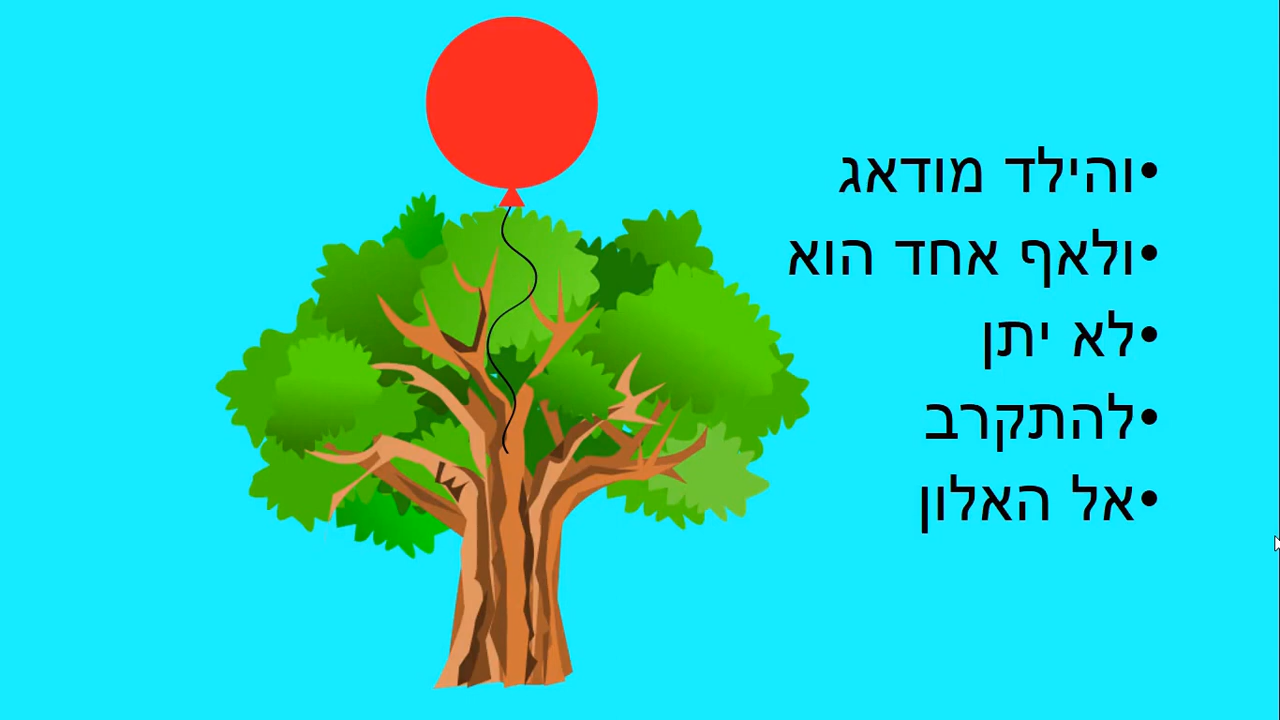 •והילד מודאג
•ולאף אחד הוא
•לא יתן
•להתקרב
•אל האלון